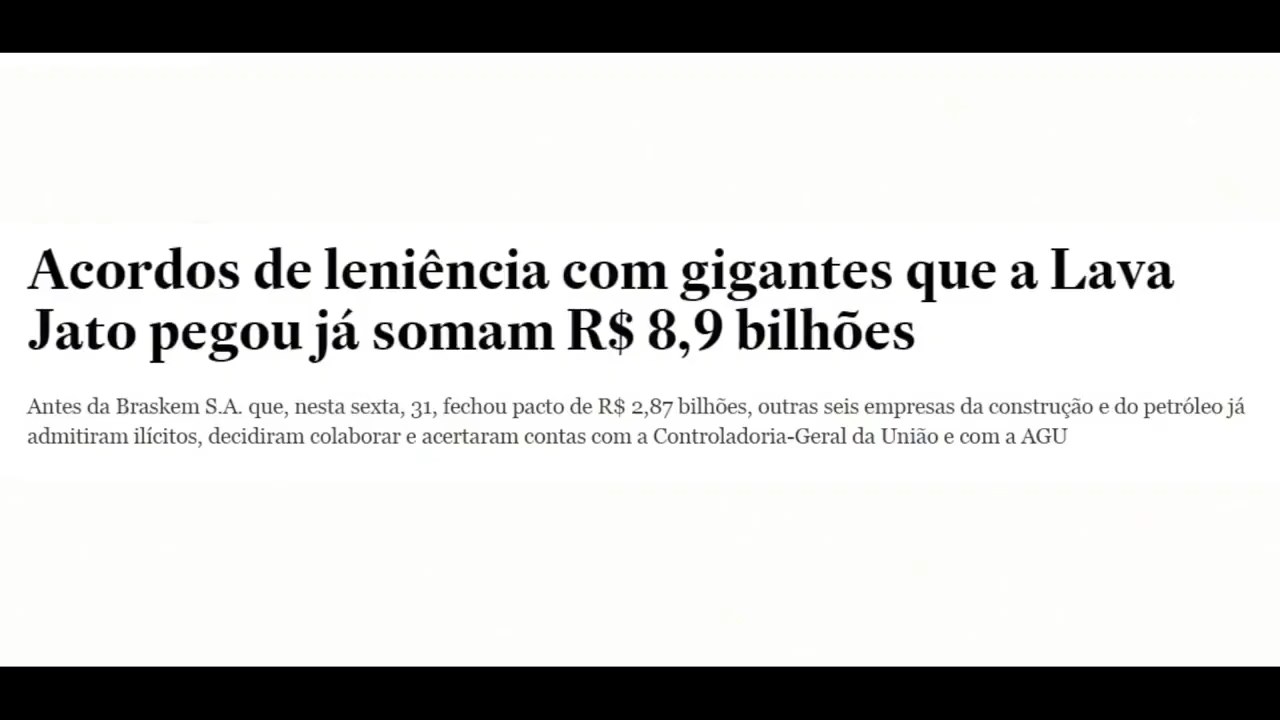 Acordos de leniência com gigantes que a Lava
Jato pegou já somam R$ 8,9 bilhões
Antes da Braskem S.A. que, nesta sexta, 31, fechou pacto de R$ 2,87 bilhões, outras seis empresas da construção e do petróleo já
admitiram ilícitos, decidiram colaborar e acertaram contas com a Controladoria-Geral da União e com a AGU